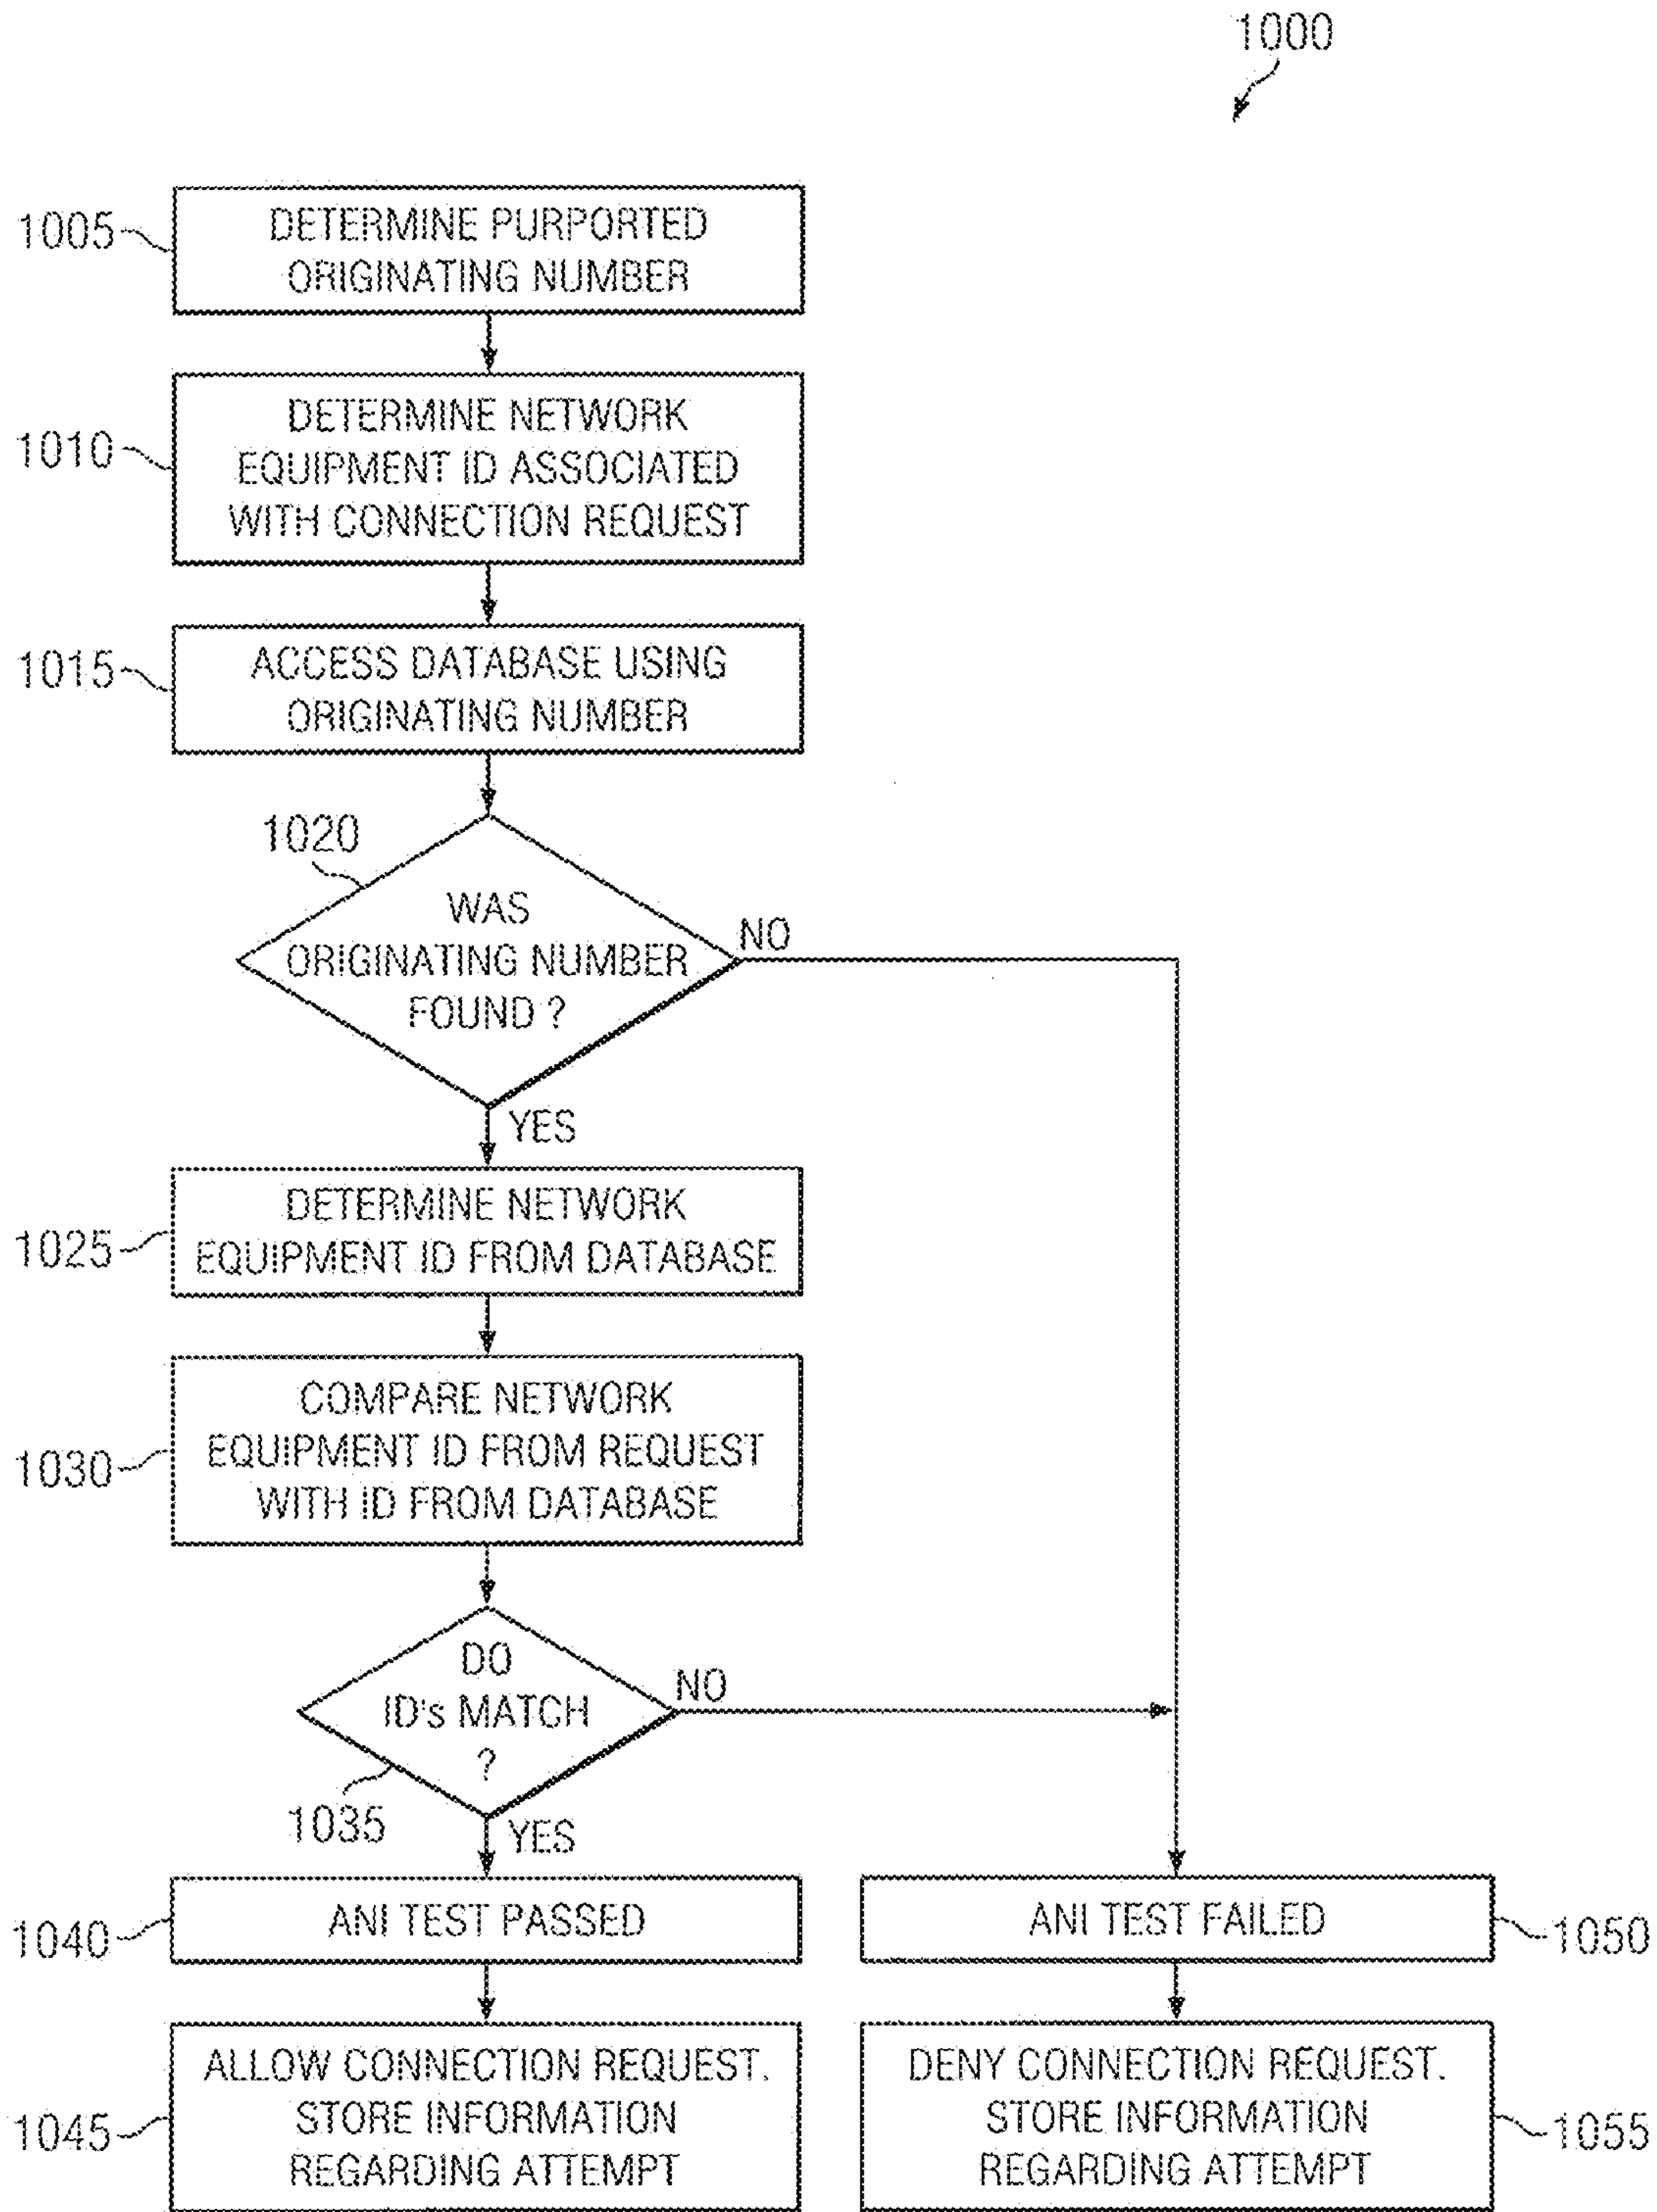 1000
1005
DETERMINE PURPORTED
ORIGINATING NUMBER
1010
DETERMINE NETWORK
EQUIPMENT ID ASSOCIATED
WITH CONNECTION REQUEST
1015
ACCESS DATABASE USING
ORIGINATING NUMBER
1020
WAS
ORIGINATING NUMBER
FOUND ?
NO
YES
1025
DETERMINE NETWORK
EQUIPMENT ID FROM DATABASE
1030
COMPARE NETWORK
EQUIPMENT ID FROM REQUEST
WITH ID FROM DATABASE
DO
ID's MATCH
?
NO
1035
YES
1040
ANI TEST PASSED
ANI TEST FAILED
1050
1045
ALLOW CONNECTION REQUEST.
STORE INFORMATION
REGARDING ATTEMPT
DENY CONNECTION REQUEST.
STORE INFORMATION
REGARDING ATTEMPT
1055